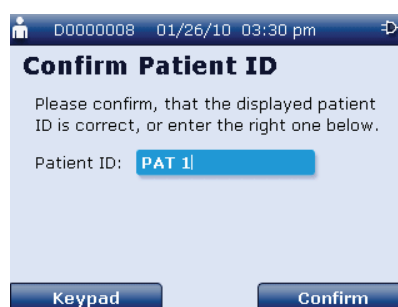 D0000008 01/26/10 03:30 pm
Confirm Patient ID
Please confirm, that the displayed patient
ID is correct, or enter the right one below.
Patient ID: PAT 1
Keypad Confirm